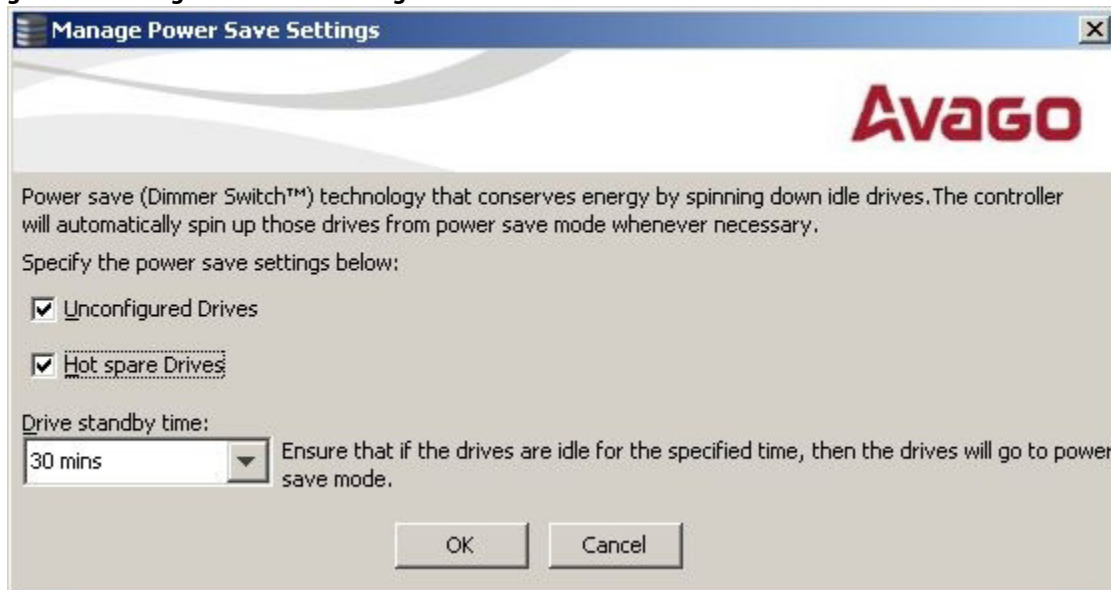 Manage Power Save Settings
AVAGO
Power save (Dimmer Switch™) technology that conserves energy by spinning down idle drives.The controller
will automatically spin up those drives from power save mode whenever necessary.
Specify the power save settings below:
Unconfigured Drives
Hot spare Drives
Drive standby time:
30 mins
Ensure that if the drives are idle for the specified time, then the drives will go to power
save mode.
OK
Cancel